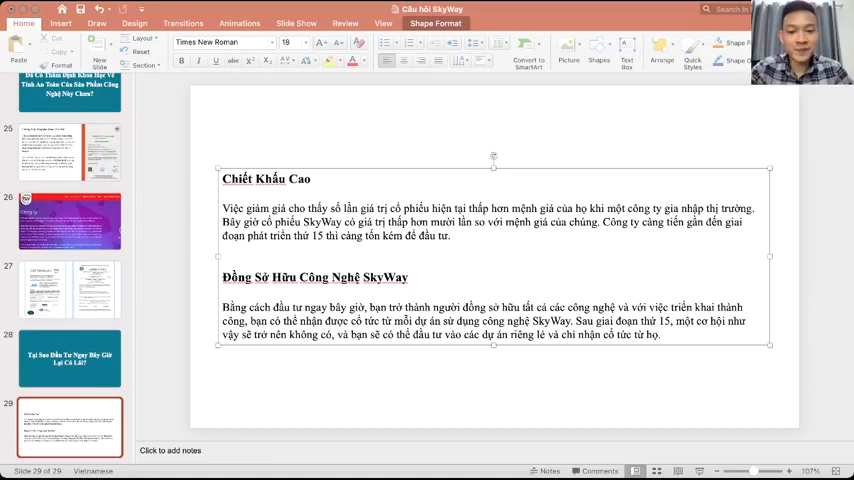 Câu hỏi SkyWay
Search in
Home Insert Draw Design Transitions Animations Slide Show Review View Shape Format
Paste
Cut
Copy
Format
New
Slide
Layout
Reset
Section
Times New Roman 18
Convert to
SmartArt
Picture
Shapes
Text
Box
Arrange
Quick
Styles
Shape
Shape
Đã Có Thẩm Định Khoa Học Về
Tính An Toàn Của Sản Phẩm Công
Nghệ Này Chưa?
25
26
27
28
Tại Sao Đầu Tư Ngay Bây Giờ
Lại Có Lãi?
29
Chiết Khấu Cao
Việc giảm giá cho thấy số lần giá trị cổ phiếu hiện tại thấp hơn mệnh giá của họ khi một công ty gia nhập thị trường.
Bây giờ cổ phiếu SkyWay có giá trị thấp hơn mười lần so với mệnh giá của chúng. Công ty càng tiến gần đến giai
đoạn phát triển thứ 15 thì càng tốn kém để đầu tư.
Đồng Sở Hữu Công Nghệ SkyWay
Bằng cách đầu tư ngay bây giờ, bạn trở thành người đồng sở hữu tất cả các công nghệ và với việc triển khai thành
công, bạn có thể nhận được cổ tức từ mỗi dự án sử dụng công nghệ SkyWay. Sau giai đoạn thứ 15, một cơ hội như
vậy sẽ trở nên không có, và bạn sẽ có thể đầu tư vào các dự án riêng lẻ và chỉ nhận cổ tức từ họ.
Click to add notes
Slide 29 of 29 Vietnamese Notes Comments 107%